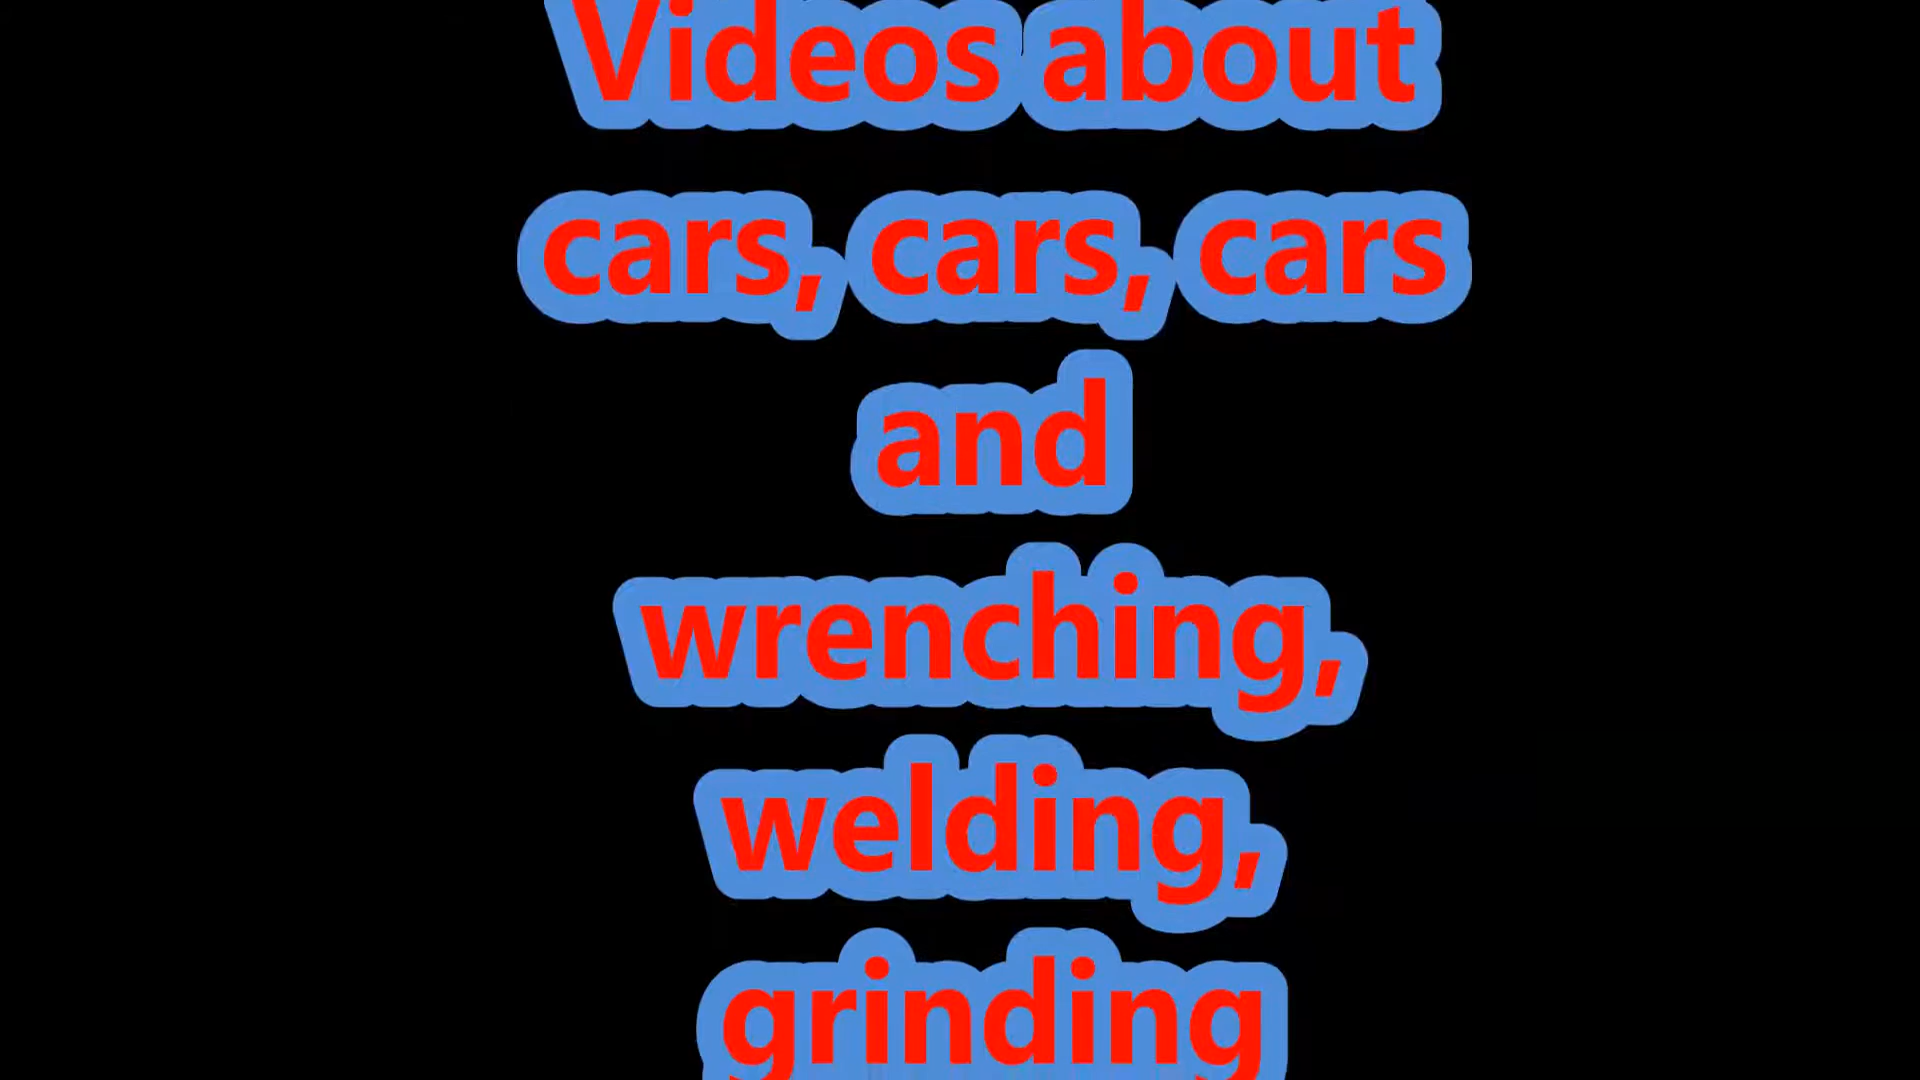 Videos about
cars, cars, cars
and
wrenching,
welding,
grinding